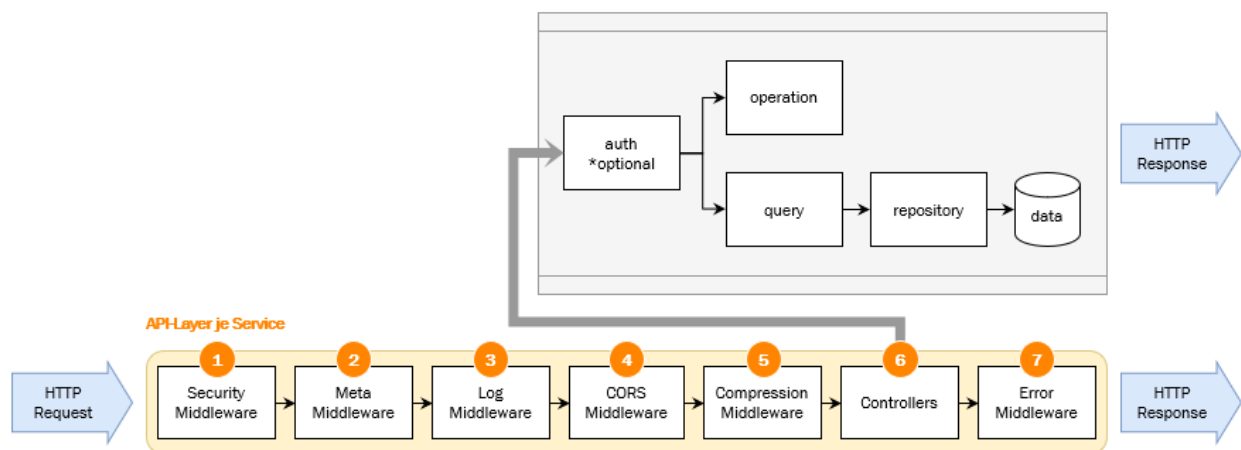 operation
auth
*optional
HTTP
Response
query
repository
data
API-Layer je Service
1
2
3
4
5
6
7
HTTP
Request
Security
Middleware
Meta
Middleware
Log
Middleware
CORS
Middleware
Compression
Middleware
Controllers
Error
Middleware
HTTP
Response